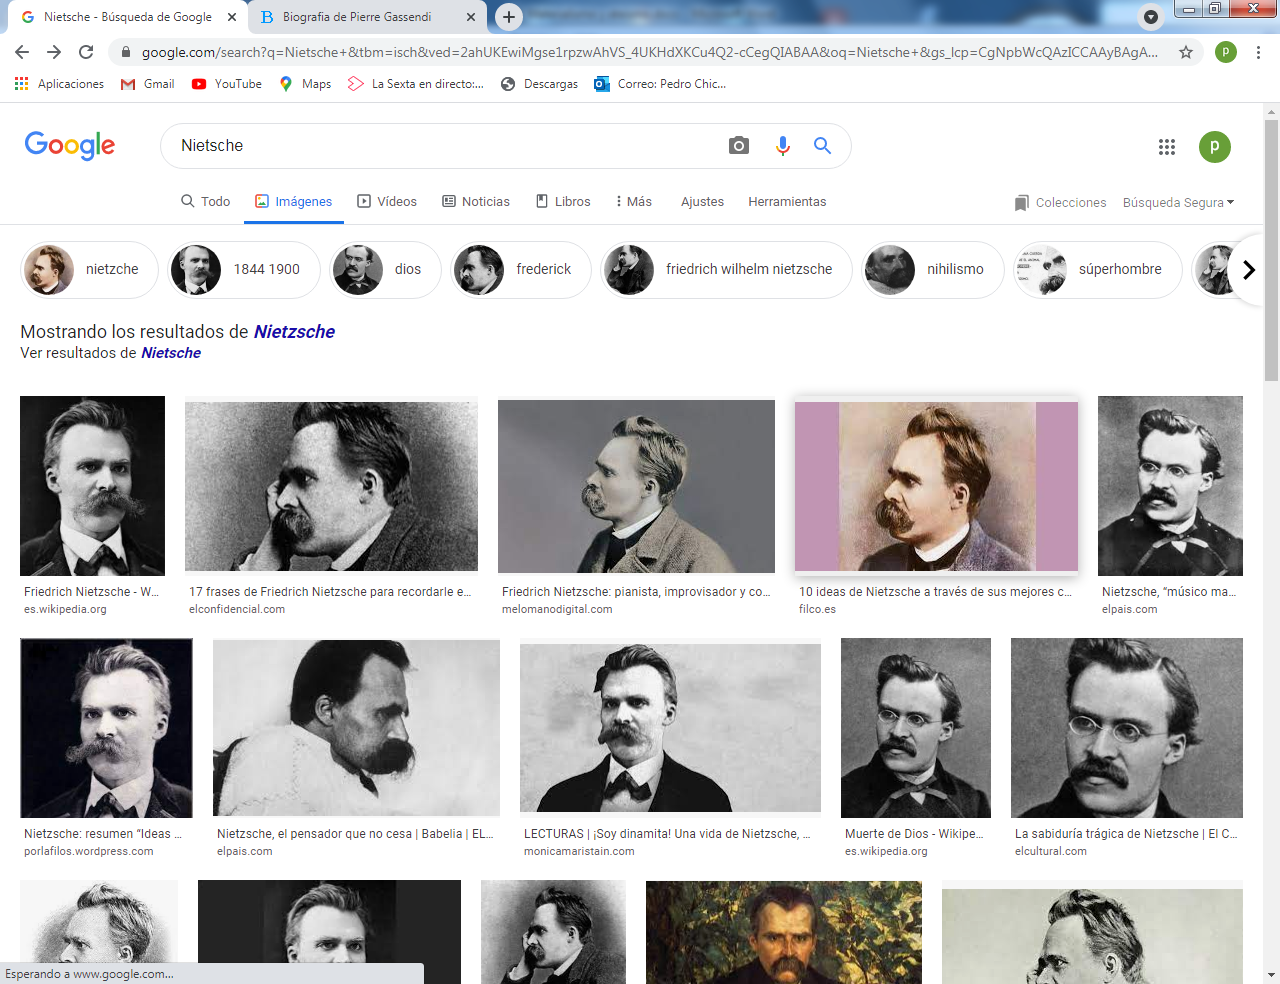 Nietsche - Búsqueda de Google
Biografia de Pierre Gassendi
google.com/search?q=Nietsche+&tbm=isch&ved=2ahUKEwiMgse1rpzwAhVS_4UKHdXKCu4Q2-cCegQIABAA&oq=Nietsche+&gs_lcp=CgNpbWcQAzICCAAyBAgA...
p
Aplicaciones
Gmail
YouTube
Maps
La Sexta en directo:...
Descargas
Correo: Pedro Chic...
Google
Nietsche
p
Todo
Imágenes
Vídeos
Noticias
Libros
Más
Ajustes
Herramientas
Colecciones
Búsqueda Segura
nietzche
1844 1900
dios
frederick
friedrich wilhelm nietzsche
nihilismo
súperhombre
Mostrando los resultados de Nietzsche
Ver resultados de Nietsche
Friedrich Nietzsche - W...
es.wikipedia.org
17 frases de Friedrich Nietzsche para recordarle e...
elconfidencial.com
Friedrich Nietzsche: pianista, improvisador y co...
melomanodigital.com
10 ideas de Nietzsche a través de sus mejores c...
filco.es
Nietzsche, “músico ma...
elpais.com
Nietzsche: resumen “Ideas ...
porlafilos.wordpress.com
Nietzsche, el pensador que no cesa | Babelia | EL...
elpais.com
LECTURAS | ¡Soy dinamita! Una vida de Nietzsche, ...
monicamaristain.com
Muerte de Dios - Wikipe...
es.wikipedia.org
La sabiduría trágica de Nietzsche | El C...
elcultural.com
Esperando a www.google.com...